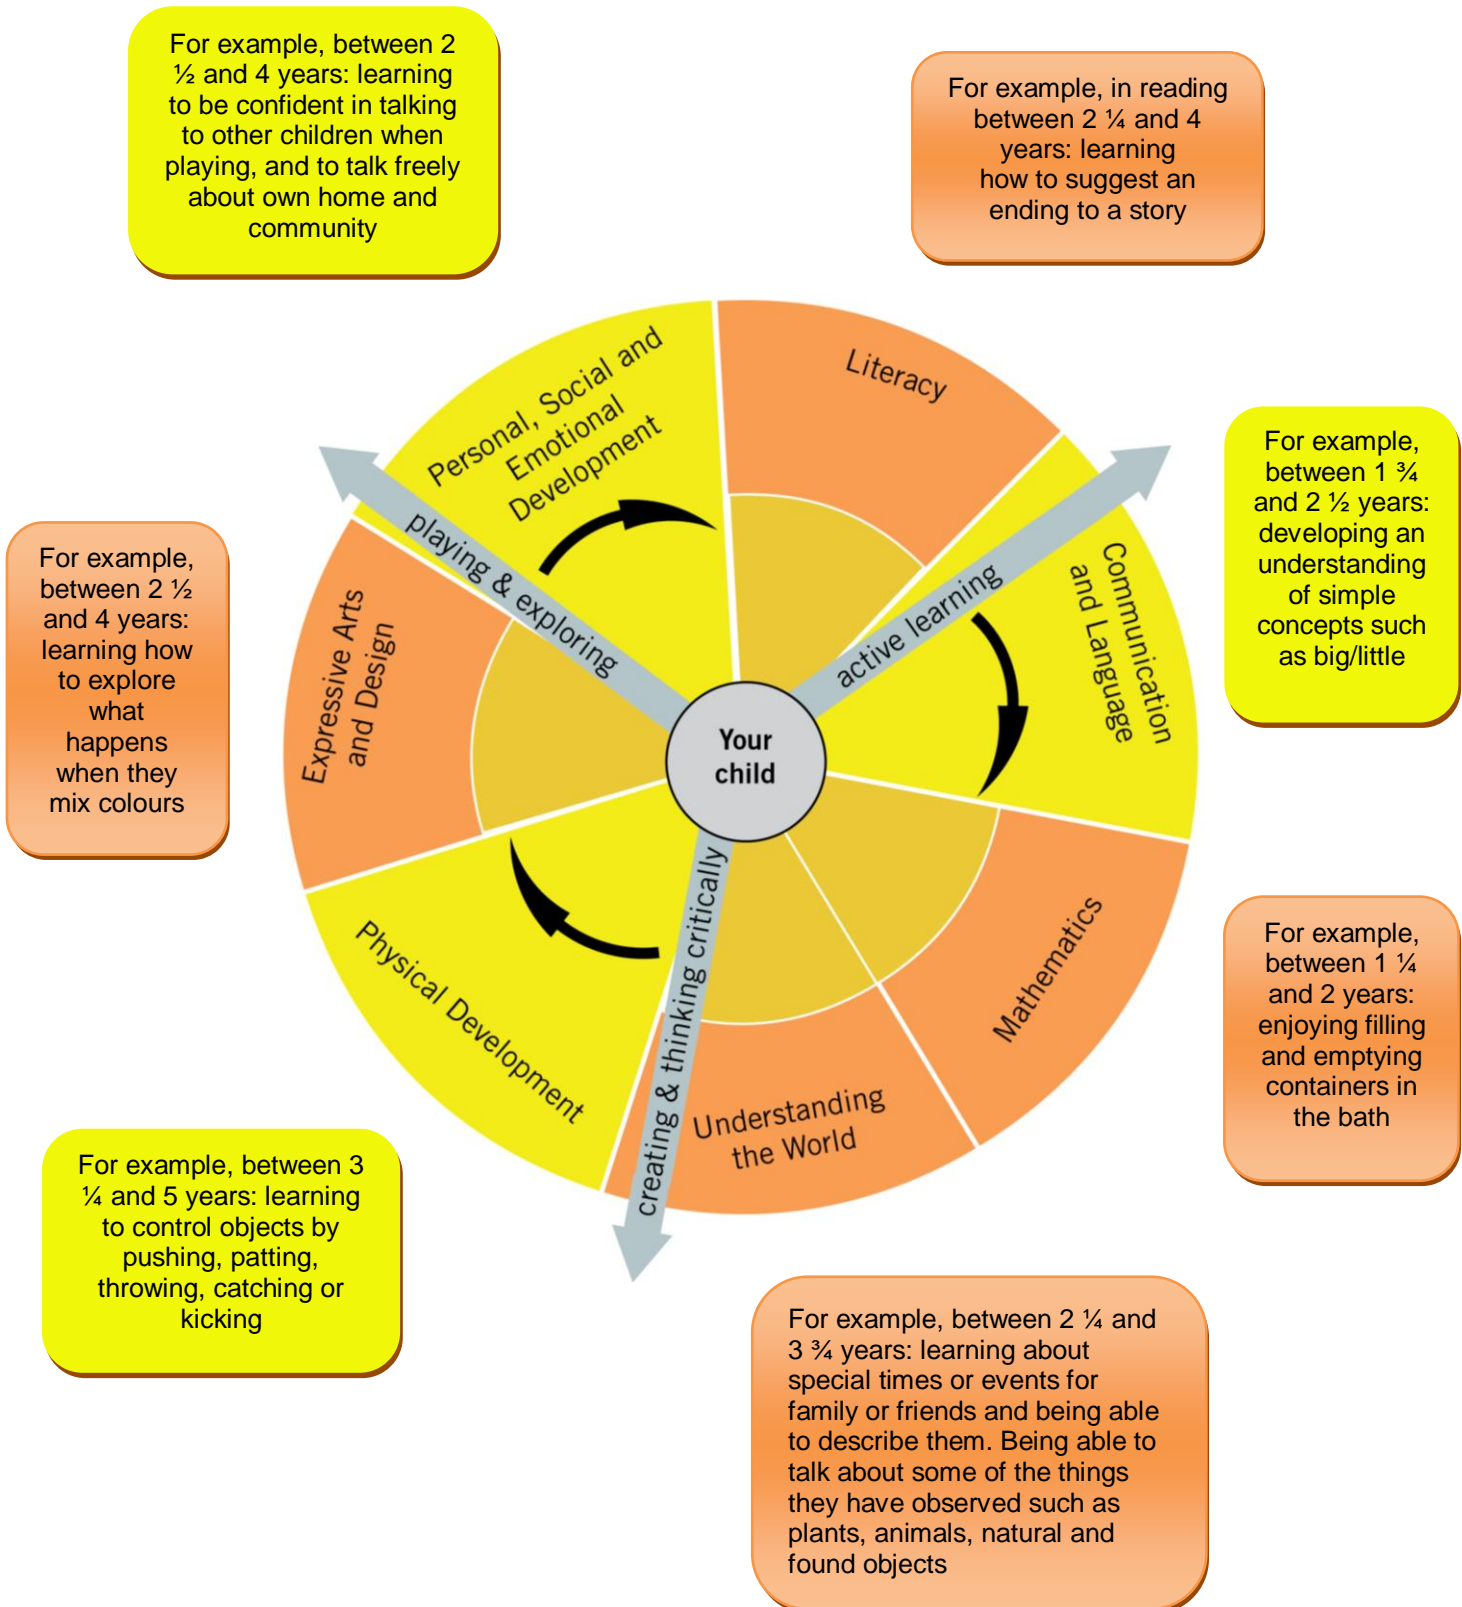 For example, between 2
½ and 4 years: learning
to be confident in talking
to other children when
playing, and to talk freely
about own home and
community
For example, in reading
between 2 ¼ and 4
years: learning
how to suggest an
ending to a story
Personal, Social and
Emotional
Development
Literacy
For example,
between 1 ¾
and 2 ½ years:
developing an
understanding
of simple
concepts such
as big/little
Communication
and Language
playing & exploring
active learning
For example,
between 2 ½
and 4 years:
learning how
to explore
what
happens
when they
mix colours
Expressive Arts
and Design
Your
child
Mathematics
For example,
between 1 ¼
and 2 years:
enjoying filling
and emptying
containers in
the bath
Physical Development
creating & thinking critically
Understanding
the World
For example, between 3
¼ and 5 years: learning
to control objects by
pushing, patting,
throwing, catching or
kicking
For example, between 2 ¼ and
3 ¾ years: learning about
special times or events for
family or friends and being able
to describe them. Being able to
talk about some of the things
they have observed such as
plants, animals, natural and
found objects